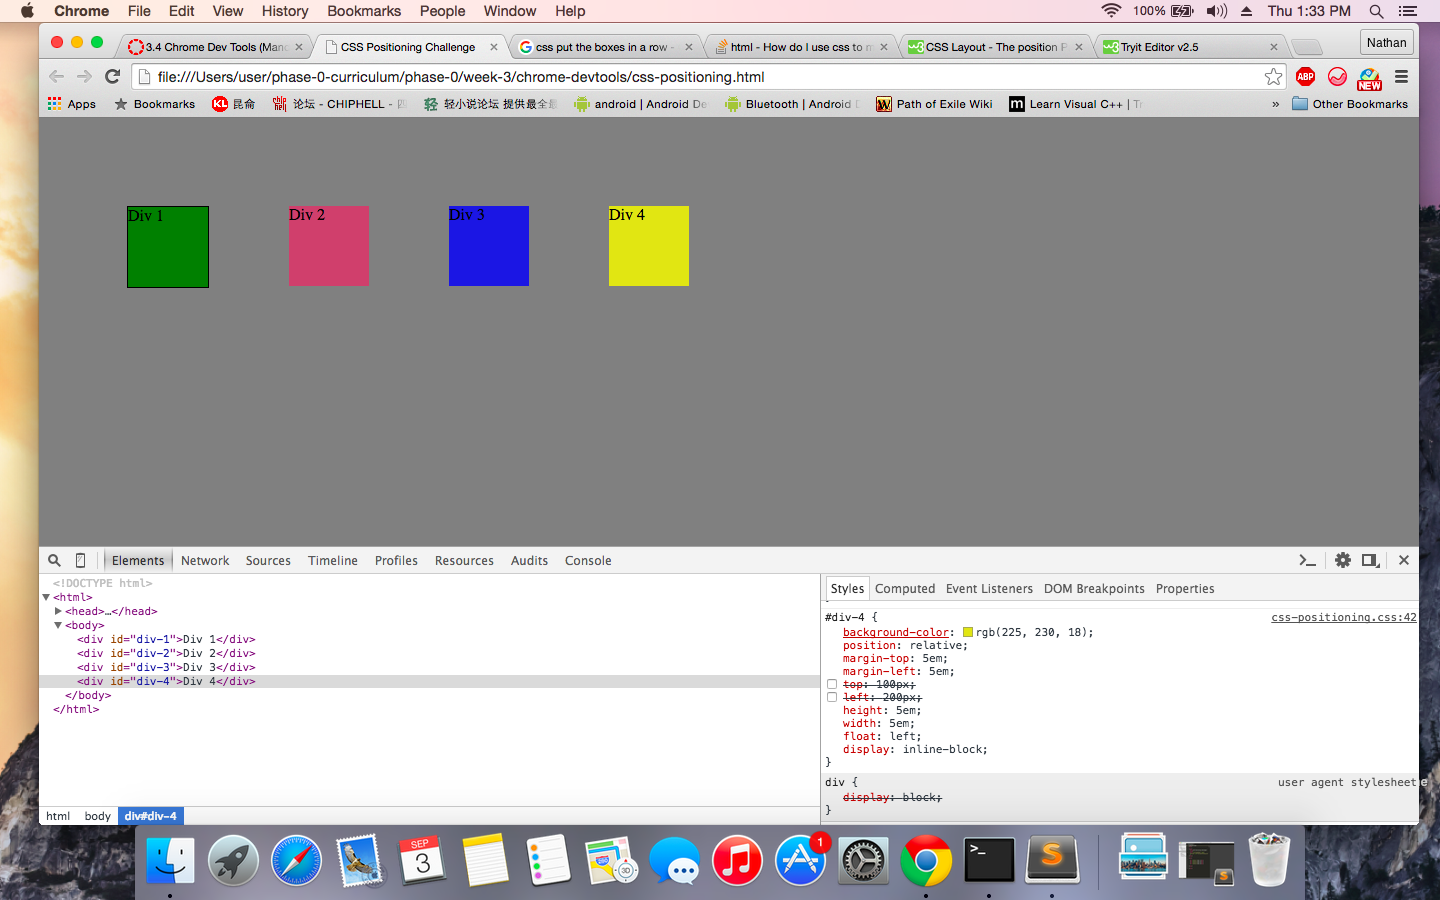 Chrome File Edit View History Bookmarks People Window Help 100% Thu 1:33 PM
3.4 Chrome Dev Tools (Man CSS Positioning Challenge css put the boxes in a row - html - How do I use css to m CSS Layout - The position P Tryit Editor v2.5 Nathan
file:///Users/user/phase-0-curriculum/phase-0/week-3/chrome-devtools/css-positioning.html ABP NEW
Apps Bookmarks KL 昆俞 论坛 - CHIPHELL - 轻小说论坛 提供最全最 android | Android De Bluetooth | Android D W Path of Exile Wiki m Learn Visual C++ | T » Other Bookmarks
Div 1 Div 2 Div 3 Div 4
Elements Network Sources Timeline Profiles Resources Audits Console
<!DOCTYPE html>
<html>
<head>…</head>
<body>
<div id="div-1">Div 1</div>
<div id="div-2">Div 2</div>
<div id="div-3">Div 3</div>
<div id="div-4">Div 4</div>
</body>
</html>
html body div#div-4
Styles Computed Event Listeners DOM Breakpoints Properties
}
#div-4 { css-positioning.css:42
background-color: rgb(225, 230, 18);
position: relative;
margin-top: 5em;
margin-left: 5em;
top: 100px;
left: 200px;
height: 5em;
width: 5em;
float: left;
display: inline-block;
}
div { user agent stylesheet
display: block;
}
SEP
3
3D
1
>_
S
S